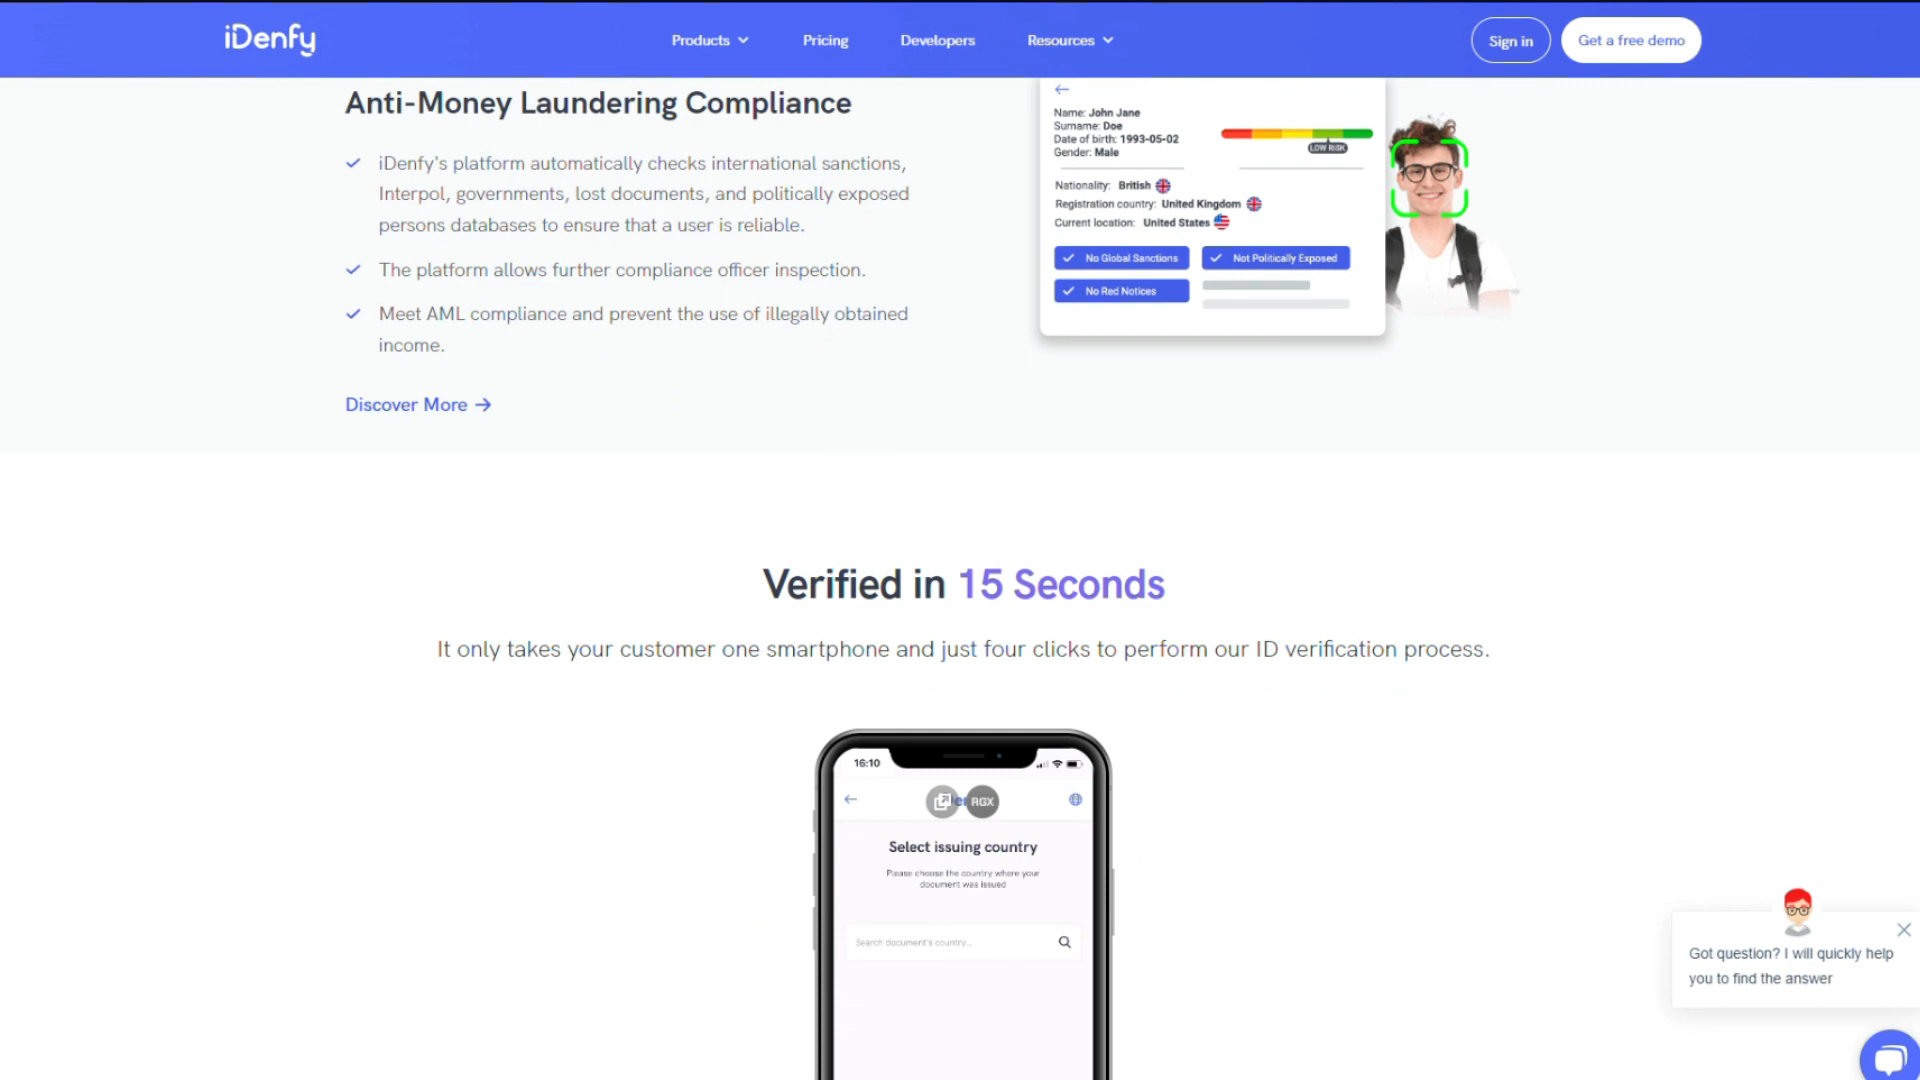 iDenfy
Products
Pricing
Developers
Resources
Sign in
Get a free demo
Anti-Money Laundering Compliance
iDenfy's platform automatically checks international sanctions,
Interpol, governments, lost documents, and politically exposed
persons databases to ensure that a user is reliable.
The platform allows further compliance officer inspection.
Meet AML compliance and prevent the use of illegally obtained
income.
Discover More
Name: John Jane
Surname: Doe
Date of birth: 1993-05-02
Gender: Male
LOW RISK
Nationality: British
Registration country: United Kingdom
Current location: United States
No Global Sanctions
Not Politically Exposed
No Red Notices
Verified in 15 Seconds
It only takes your customer one smartphone and just four clicks to perform our ID verification process.
16:10
RGX
Select issuing country
Please choose the country where your
document was issued
Search document's country...
Got question? I will quickly help
you to find the answer